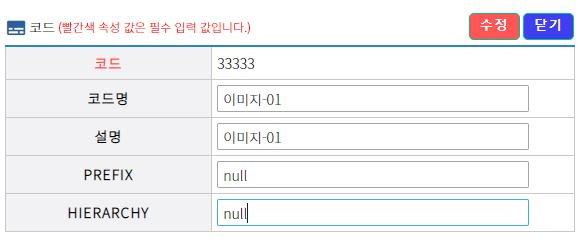 코드 (빨간색 속성 값은 필수 입력 값입니다.) 수정 닫기
코드 33333
코드명 이미지-01
설명 이미지-01
PREFIX null
HIERARCHY null